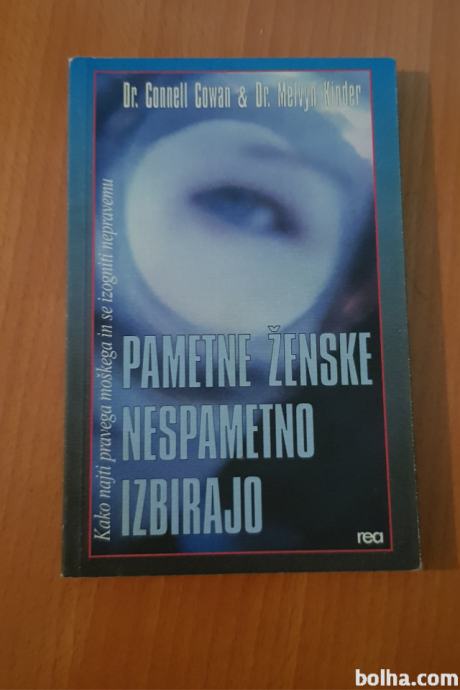 Dr. Connell Cowan & Dr. Melvyn Kinder
Kako najti pravega moškega in se izogniti nepravemu
PAMETNE ŽENSKE
NESPAMETNO
IZBIRAJO
rea
bolha.com